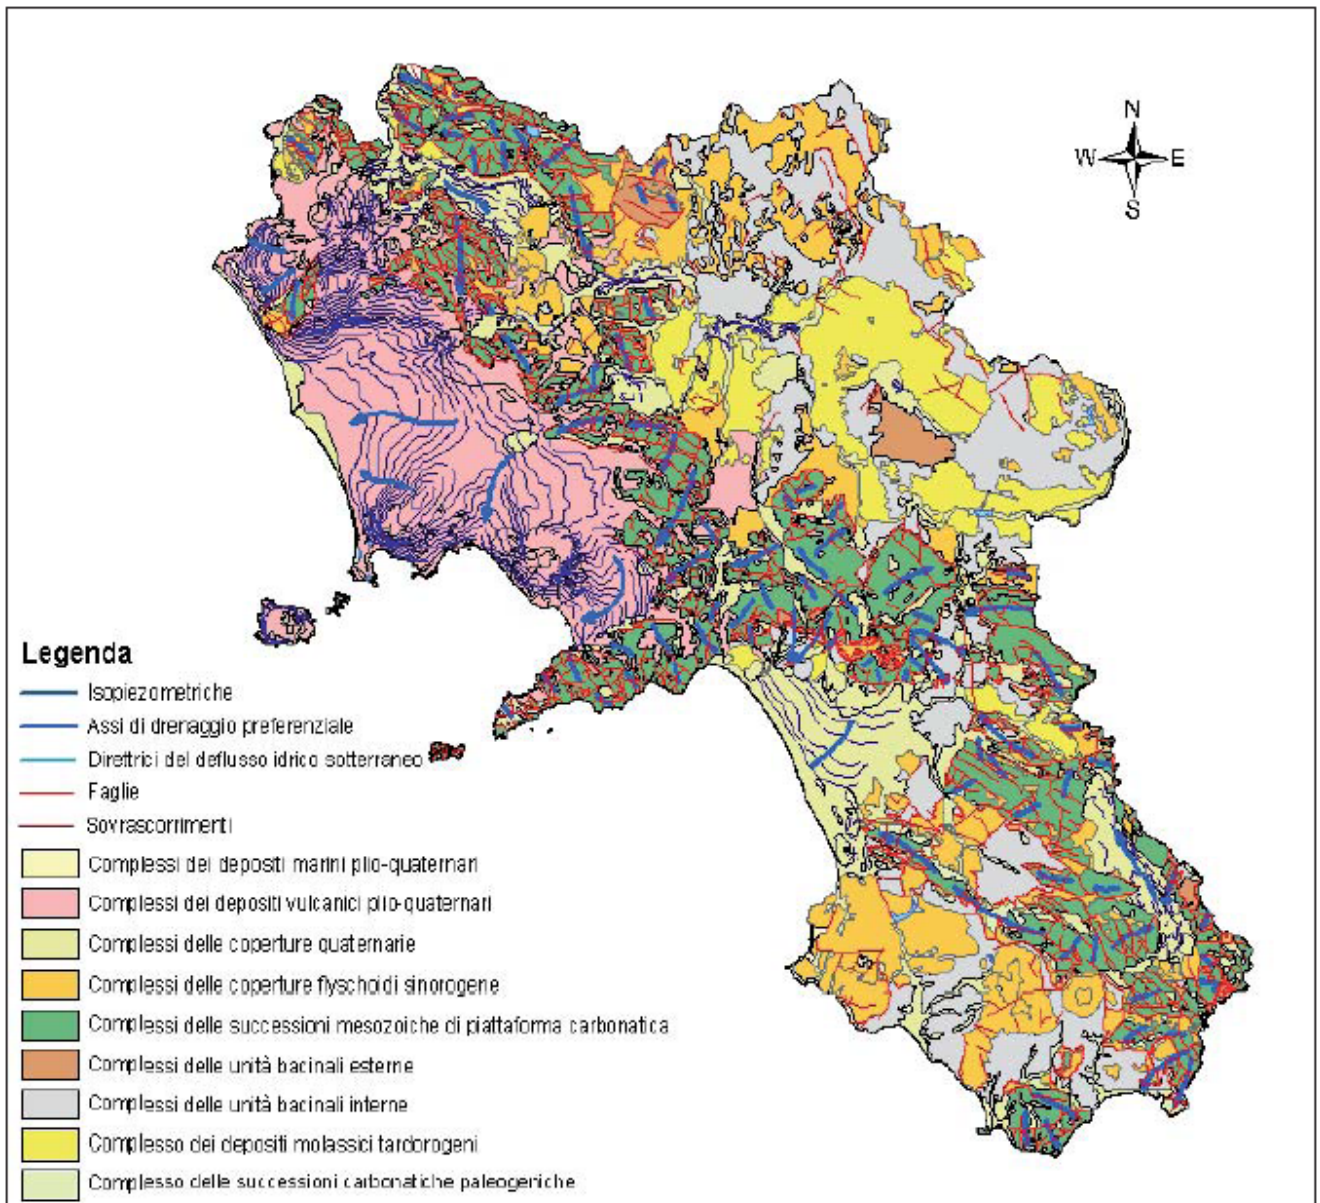 N
W E
S
Legenda
Isopiezometriche
Assi di drenaggio preferenziale
Direttrici del deflusso idrico sotterraneo
Faglie
Sovrascorrimenti
Complessi dei depositi marini plio-quaternari
Complessi dei depositi vulcanici plio-quaternari
Complessi delle coperture quaternarie
Complessi delle coperture flyschoidi sinorogene
Complessi delle successioni mesozoiche di piattaforma carbonatica
Complessi delle unità bacinali esterne
Complessi delle unità bacinali interne
Complesso dei depositi molassici tardorogeni
Complesso delle successioni carbonatiche paleogeniche